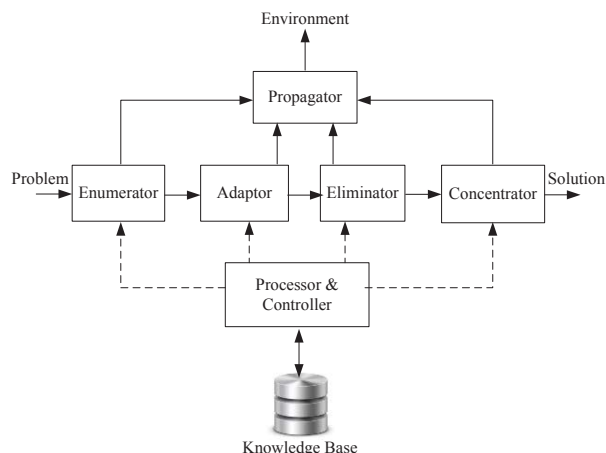 Environment
Propagator
Problem
Enumerator
Adaptor
Eliminator
Concentrator
Solution
Processor &
Controller
Knowledge Base